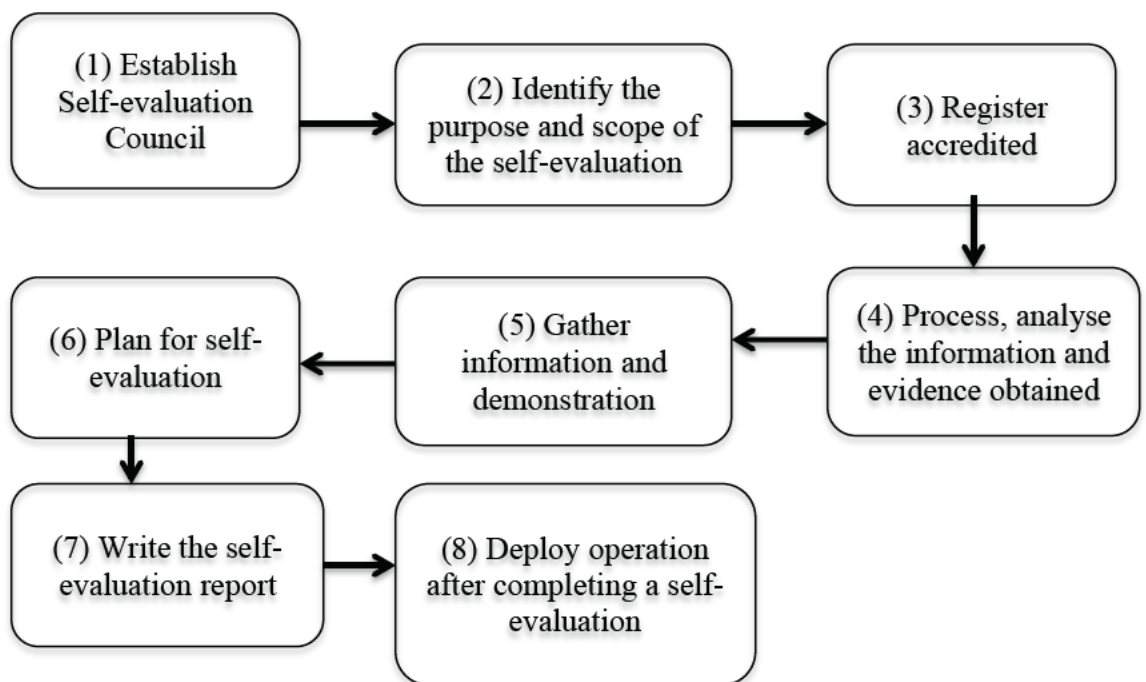 (1) Establish
Self-evaluation
Council
(2) Identify the
purpose and scope of
the self-evaluation
(3) Register
accredited
(4) Process, analyse
the information and
evidence obtained
(5) Gather
information and
demonstration
(6) Plan for self-
evaluation
(7) Write the self-
evaluation report
(8) Deploy operation
after completing a self-
evaluation